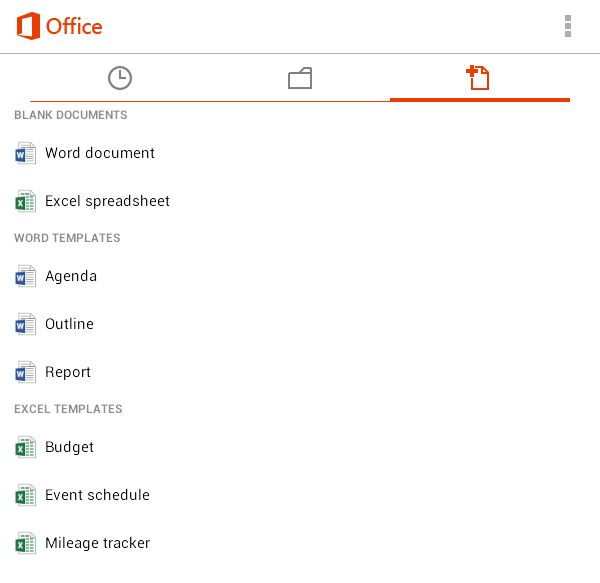 Office
BLANK DOCUMENTS
Word document
Excel spreadsheet
WORD TEMPLATES
Agenda
Outline
Report
EXCEL TEMPLATES
Budget
Event schedule
Mileage tracker